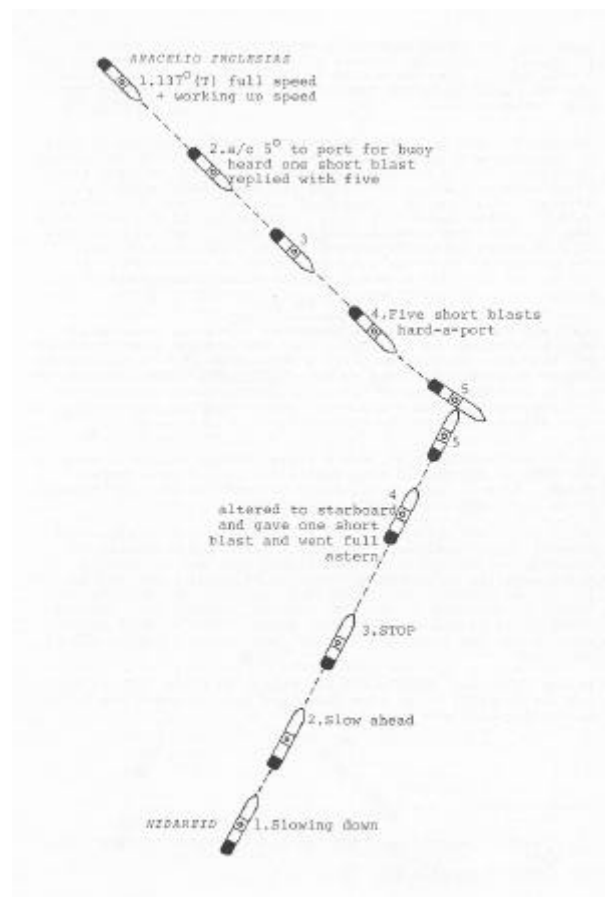 ARACELIO INGLESIAS
1.137°(T) full speed
+ working up speed
2.a/c 5° to port for buoy
heard one short blast
replied with five
3
4.Five short blasts
hard-a-port
5
5
4
altered to starboard
and gave one short
blast and went full
astern
3.STOP
2.Slow ahead
NIDAREID 1.Slowing down